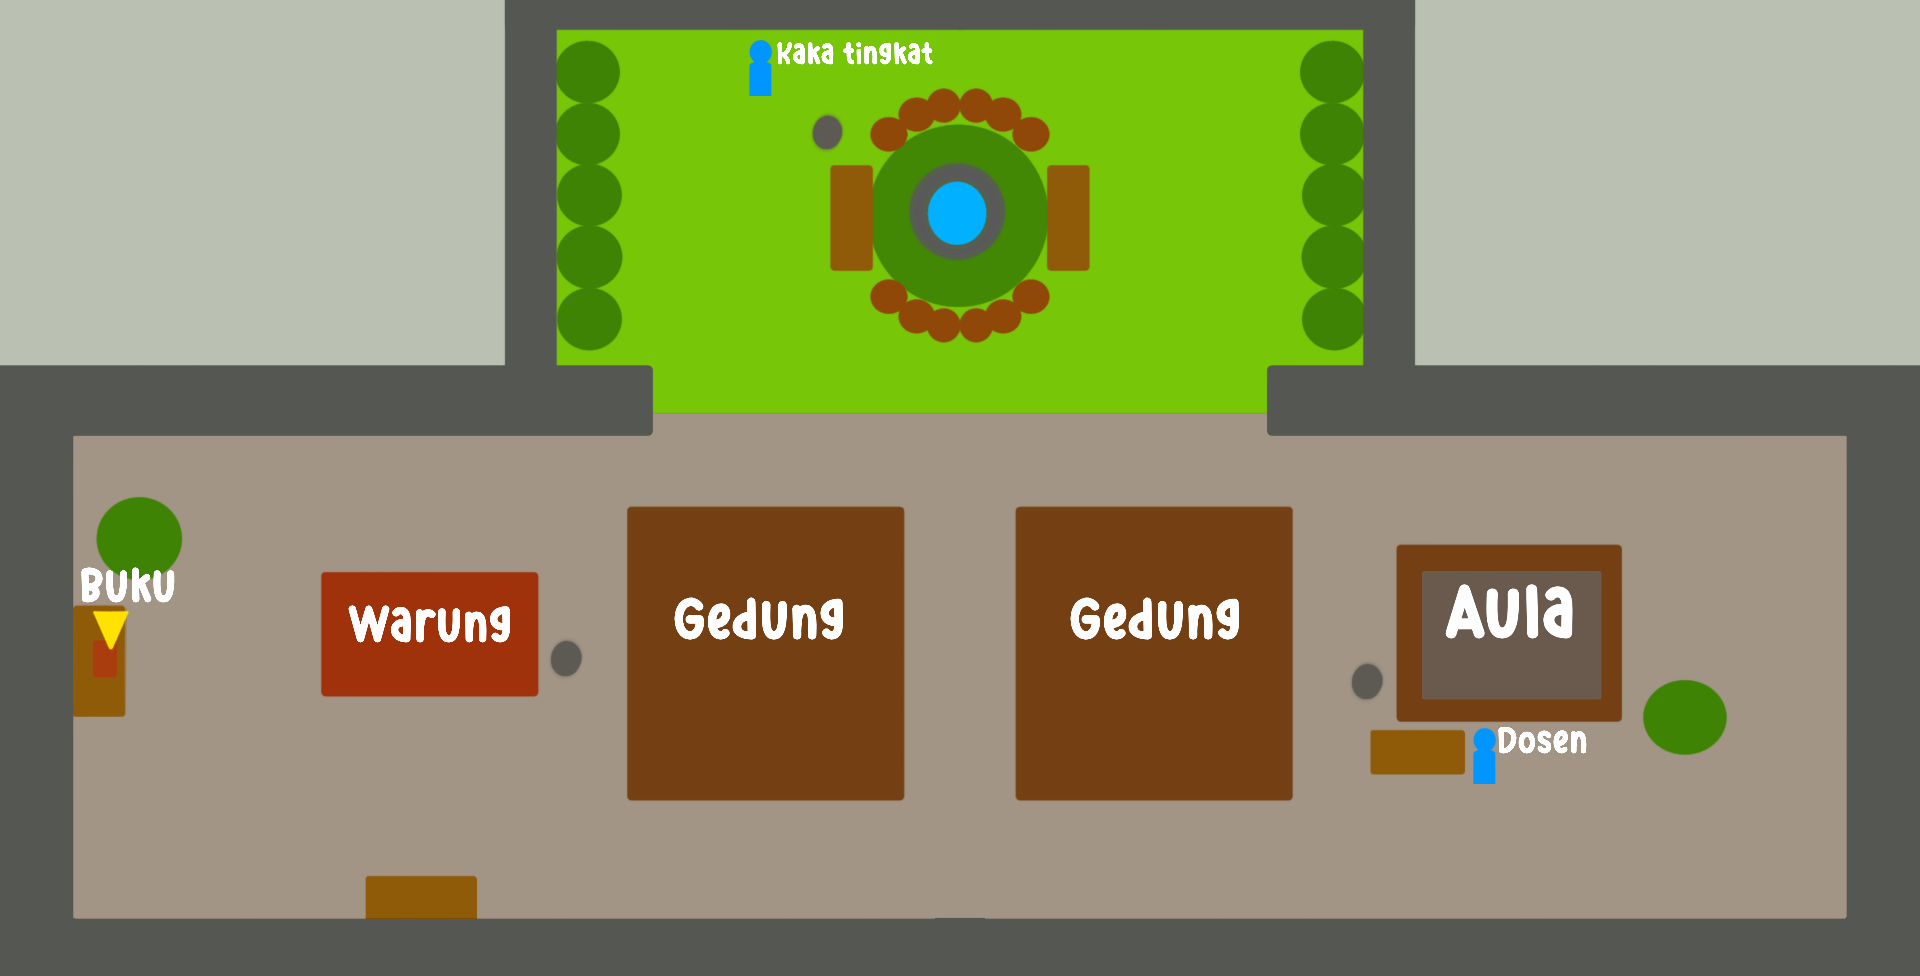 Kaka tingkat
Buku
Warung
Gedung
Gedung
Aula
Dosen